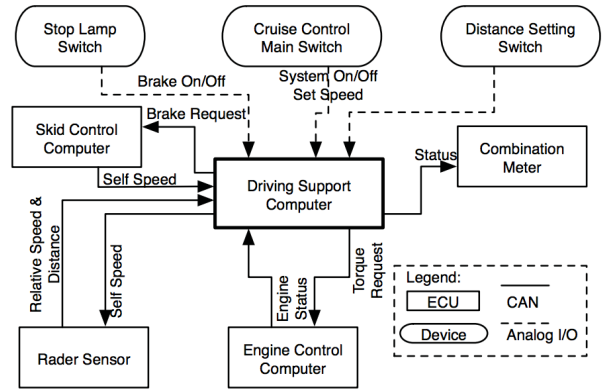 Stop Lamp
Switch
Cruise Control
Main Switch
Distance Setting
Switch
Brake On/Off
System On/Off
Set Speed
Brake Request
Skid Control
Computer
Self Speed
Driving Support
Computer
Status
Combination
Meter
Relative Speed &
Distance
Self Speed
Engine
Status
Torque
Request
Rader Sensor
Engine Control
Computer
Legend:
ECU
CAN
Device
Analog I/O